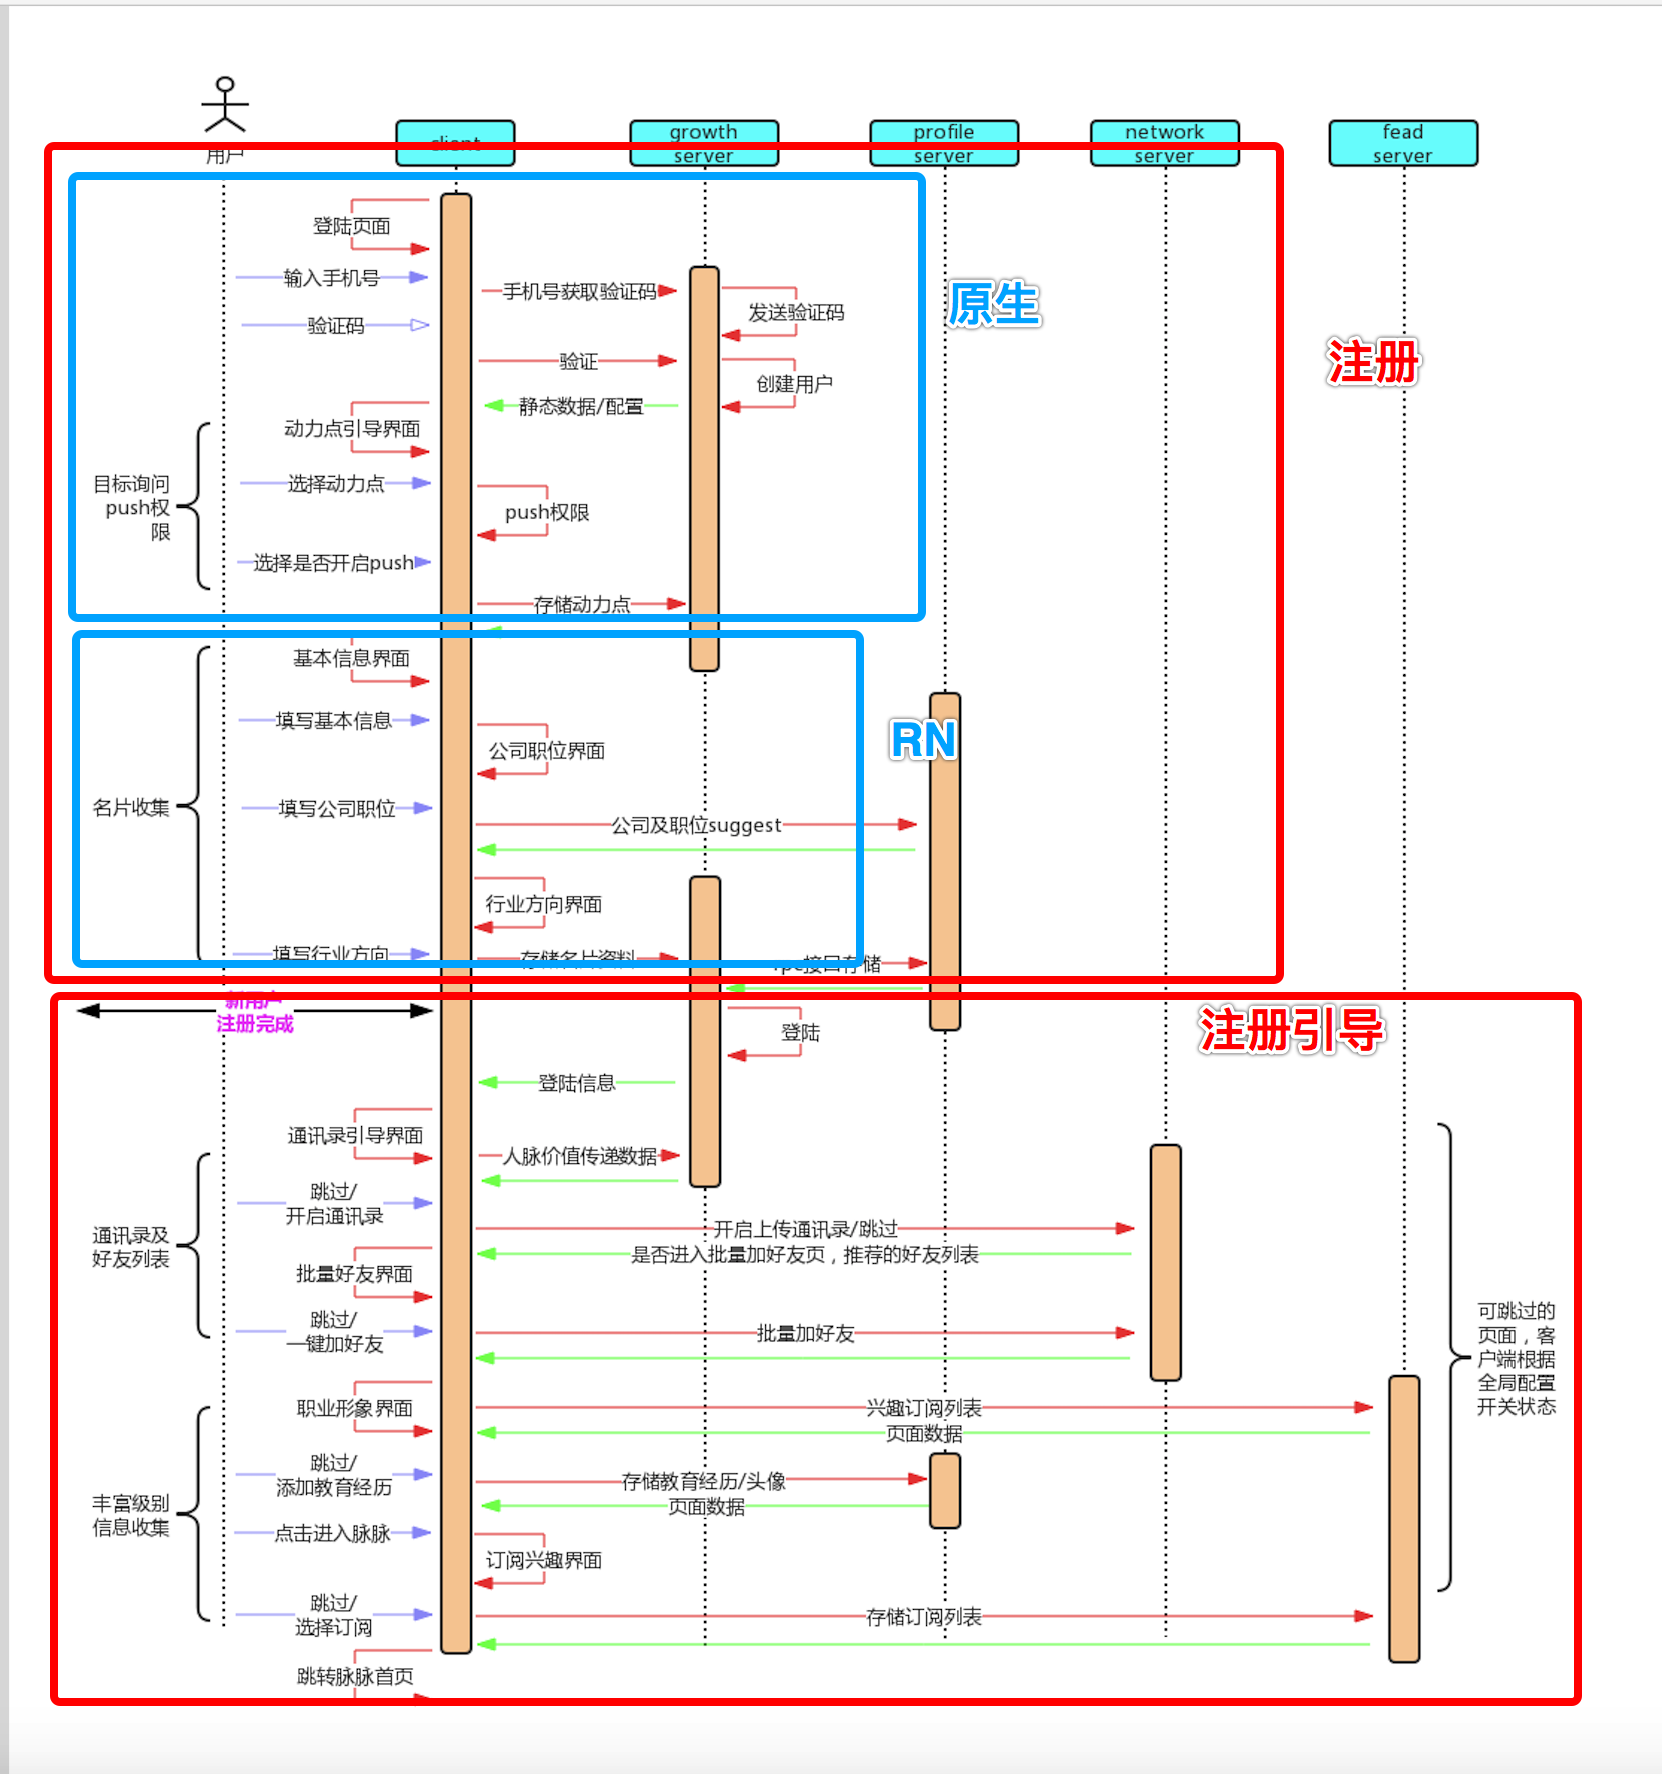 用户
client
growth
server
profile
server
network
server
fead
server
登陆页面
输入手机号
手机号获取验证码
发送验证码
原生
验证码
注册
验证
创建用户
静态数据/配置
动力点引导界面
目标询问
push权
限
选择动力点
push权限
选择是否开启push
存储动力点
基本信息界面
填写基本信息
RN
公司职位界面
名片收集
填写公司职位
公司及职位suggest
行业方向界面
填写行业方向
存储名片资料
rpc接口存储
新用户
注册完成
注册引导
登陆
登陆信息
通讯录引导界面
人脉价值传递数据
跳过/
开启通讯录
通讯录及
好友列表
开启上传通讯录/跳过
是否进入批量加好友页，推荐的好友列表
批量好友界面
跳过/
一键加好友
批量加好友
可跳过的
页面，客
户端根据
全局配置
开关状态
职业形象界面
兴趣订阅列表
页面数据
跳过/
添加教育经历
存储教育经历/头像
页面数据
丰富级别
信息收集
点击进入脉脉
订阅兴趣界面
跳过/
选择订阅
存储订阅列表
跳转脉脉首页